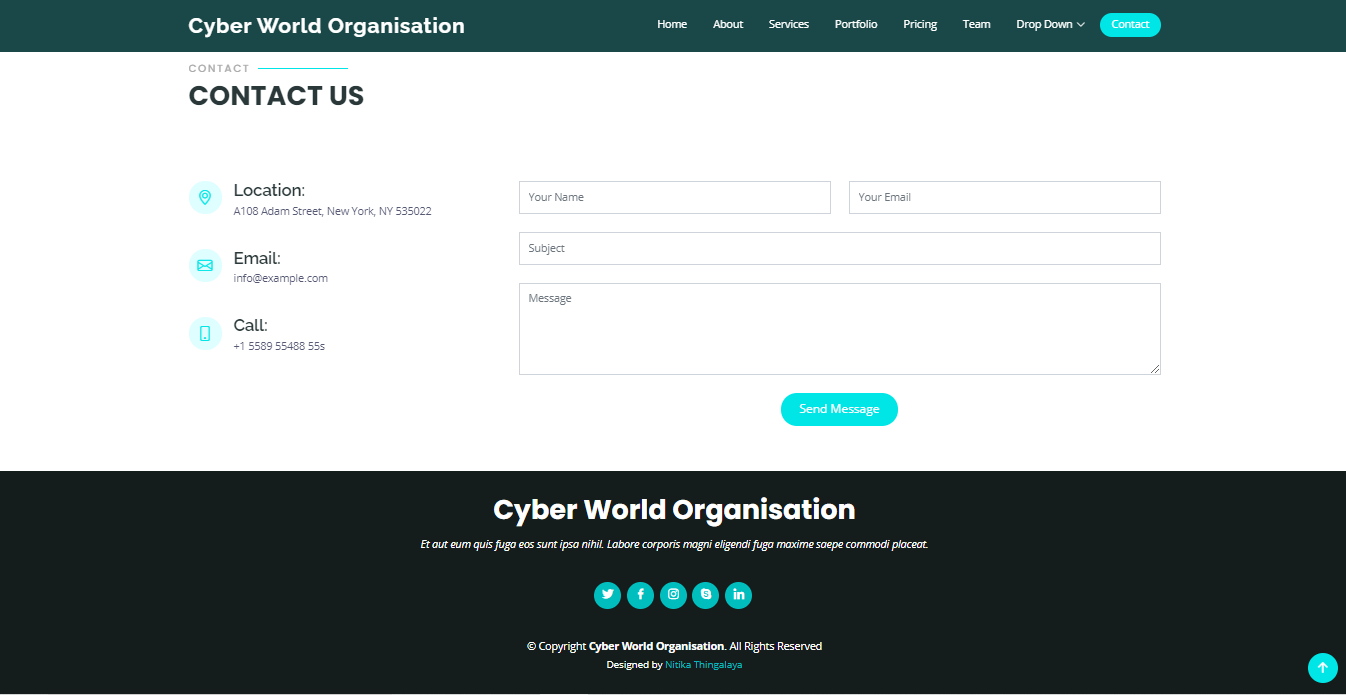 Cyber World Organisation
Home About Services Portfolio Pricing Team Drop Down Contact
CONTACT
CONTACT US
Location:
A108 Adam Street, New York, NY 535022
Email:
info@example.com
Call:
+1 5589 55488 55s
Your Name
Your Email
Subject
Message
Send Message
Cyber World Organisation
Et aut eum quis fuga eos sunt ipsa nihil. Labore corporis magni eligendi fuga maxime saepe commodi placeat.
© Copyright Cyber World Organisation. All Rights Reserved
Designed by Nitika Thingalaya